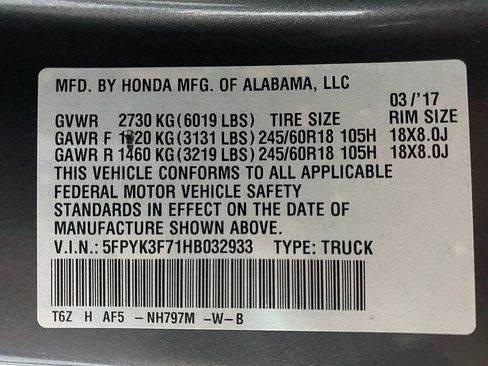 MFD. BY HONDA MFG. OF ALABAMA, LLC
03/'17
GVWR 2730 KG(6019 LBS) TIRE SIZE RIM SIZE
GAWR F KG(3131 LBS) 245/60R18 105H 18X8.0J
GAWR R 1460 KG(3219 LBS) 245/60R18 105H 18X8.0J
THIS VEHICLE CONFORMS TO ALL APPLICABLE
FEDERAL MOTOR VEHICLE SAFETY
STANDARDS IN EFFECT ON THE DATE OF
MANUFACTURE SHOWN ABOVE.
V.I.N.: 5FPYK3F71HB032933 TYPE: TRUCK
T6Z H AF5 -NH797M -W-B